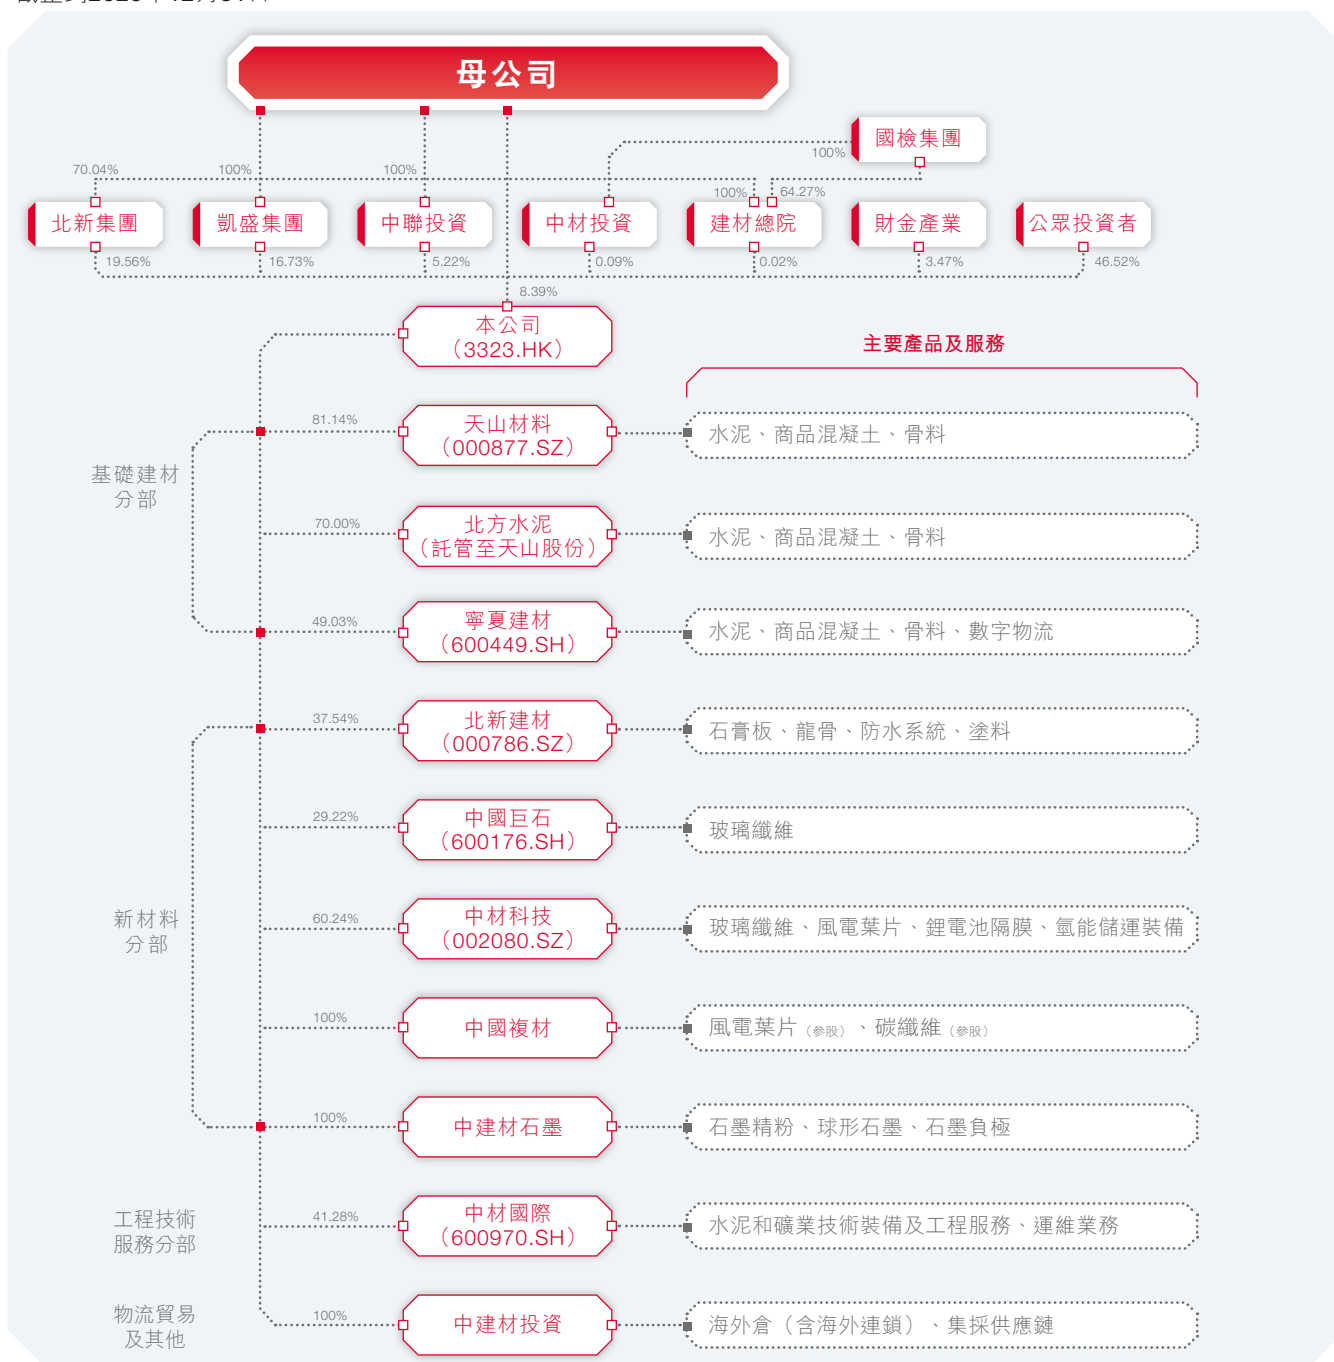 母公司
國檢集團
100%
70.04%
100%
100%
100%
64.27%
北新集團
凱盛集團
中聯投資
中材投資
建材總院
財金產業
公眾投資者
19.56%
16.73%
5.22%
0.09%
0.02%
3.47%
46.52%
8.39%
本公司
（3323.HK）
主要產品及服務
81.14%
天山材料
（000877.SZ）
水泥、商品混凝土、骨料
基礎建材
分部
70.00%
北方水泥
（託管至天山股份）
水泥、商品混凝土、骨料
49.03%
寧夏建材
（600449.SH）
水泥、商品混凝土、骨料、數字物流
37.54%
北新建材
（000786.SZ）
石膏板、龍骨、防水系統、塗料
29.22%
中國巨石
（600176.SH）
玻璃纖維
新材料
分部
60.24%
中材科技
（002080.SZ）
玻璃纖維、風電葉片、鋰電池隔膜、氫能儲運裝備
100%
中國複材
風電葉片（參股）、碳纖維（參股）
100%
中建材石墨
石墨精粉、球形石墨、石墨負極
工程技術
服務分部
41.28%
中材國際
（600970.SH）
水泥和礦業技術裝備及工程服務、運維業務
物流貿易
及其他
100%
中建材投資
海外倉（含海外連鎖）、集採供應鏈